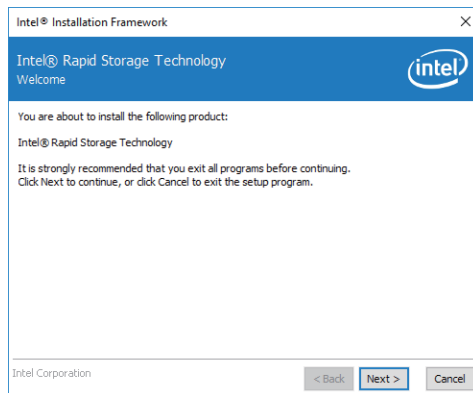 Intel® Installation Framework
Intel® Rapid Storage Technology
Welcome
intel
You are about to install the following product:
Intel® Rapid Storage Technology
It is strongly recommended that you exit all programs before continuing.
Click Next to continue, or click Cancel to exit the setup program.
Intel Corporation
< Back Next > Cancel